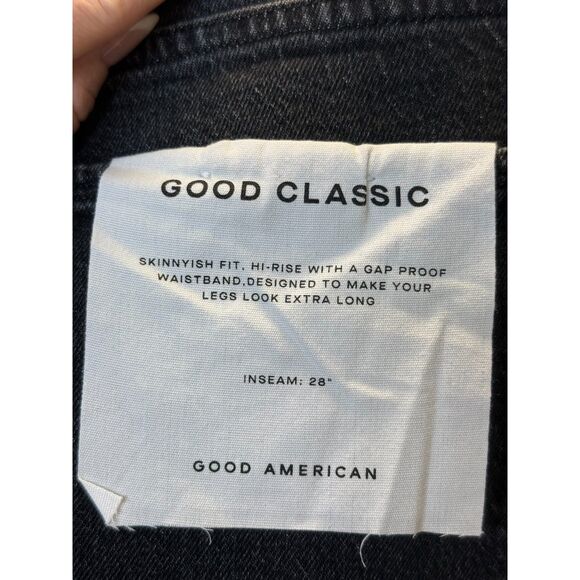 GOOD CLASSIC
SKINNYISH FIT. HI-RISE WITH A GAP PROOF
WAISTBAND.DESIGNED TO MAKE YOUR
LEGS LOOK EXTRA LONG
INSEAM: 28"
GOOD AMERICAN